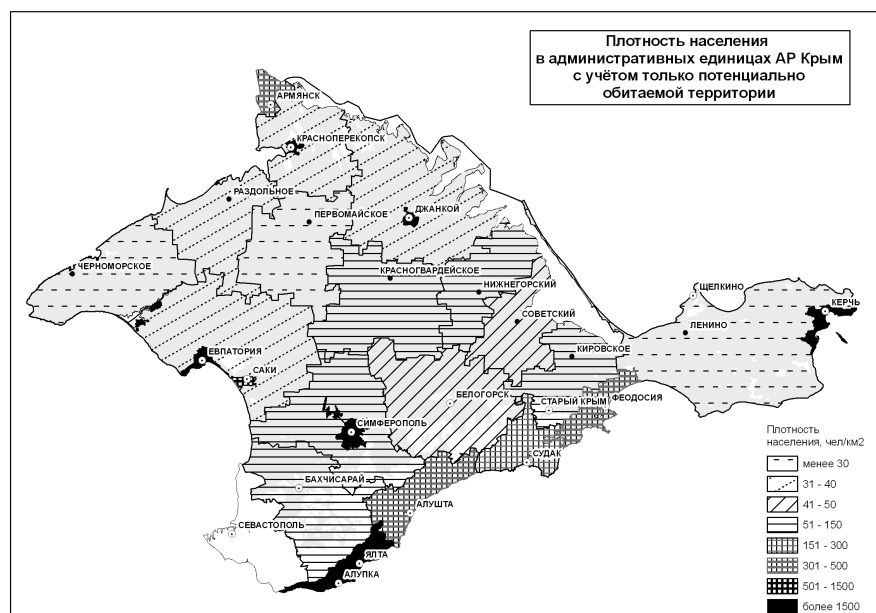 Плотность населения
в административных единицах АР Крым
с учётом только потенциально
обитаемой территории
АРМЯНСК
КРАСНОПЕРЕКОПСК
РАЗДОЛЬНОЕ
ПЕРВОМАЙСКОЕ
ДЖАНКОЙ
ЧЕРНОМОРСКОЕ
КРАСНОГВАРДЕЙСКОЕ
НИЖНЕГОРСКИЙ
ЩЕЛКИНО
КЕРЧЬ
СОВЕТСКИЙ
ЛЕНИНО
ЕВПАТОРИЯ
КИРОВСКОЕ
САКИ
БЕЛОГОРСК
СТАРЫЙ КРЫМ
ФЕОДОСИЯ
СИМФЕРОПОЛЬ
СУДАК
БАХЧИСАРАЙ
АЛУШТА
СЕВАСТОПОЛЬ
ЯЛТА
АЛУПКА
Плотность
населения, чел/км2
менее 30
31 - 40
41 - 50
51 - 150
151 - 300
301 - 500
501 - 1500
более 1500